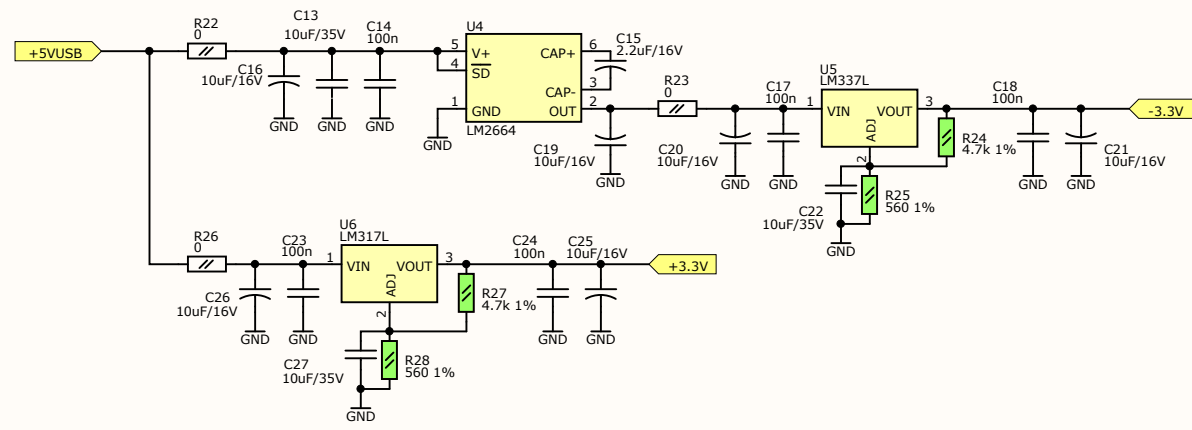 +5VUSB
R22
0
C16
10uF/16V
GND
C13
10uF/35V
GND
C14
100n
GND
U4
5 V+
4 SD
1 GND
CAP+ 6
CAP- 3
OUT 2
LM2664
GND
C15
2.2uF/16V
C19
10uF/16V
GND
R23
0
C20
10uF/16V
GND
C17
100n
GND
U5
LM337L
1 VIN
VOUT 3
ADJ
2
R24
4.7k 1%
C22
10uF/35V
R25
560 1%
GND
C18
100n
GND
C21
10uF/16V
GND
-3.3V
R26
0
C26
10uF/16V
GND
C23
100n
GND
U6
LM317L
1 VIN
VOUT 3
ADJ
2
R27
4.7k 1%
C27
10uF/35V
R28
560 1%
GND
C24
100n
GND
C25
10uF/16V
GND
+3.3V